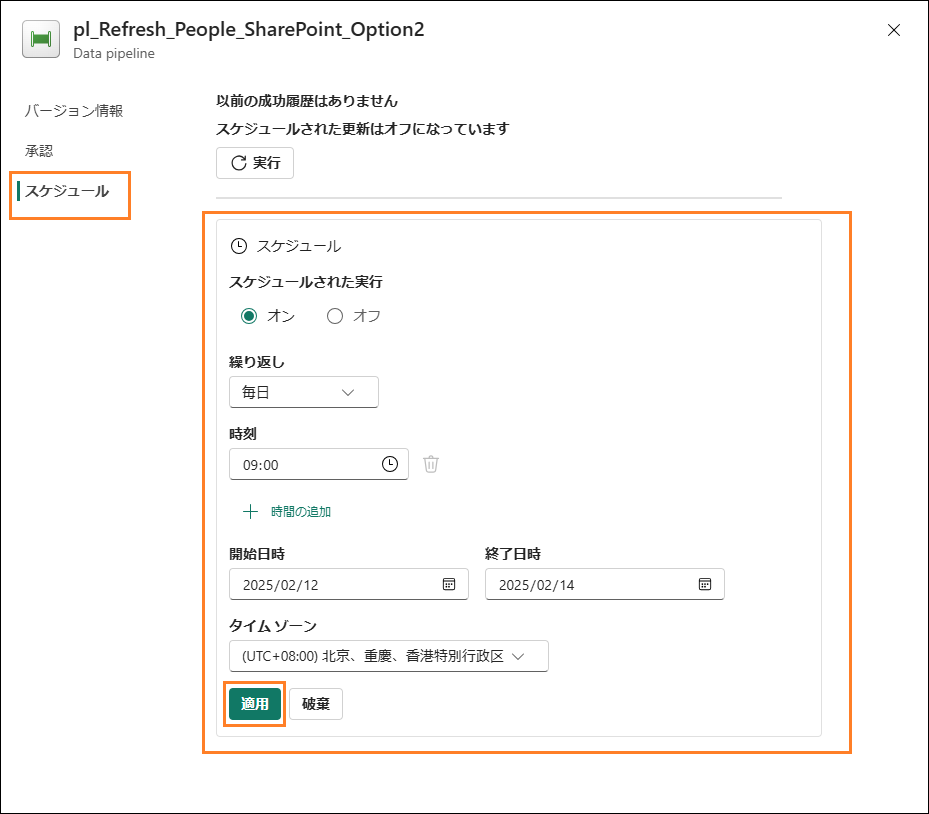 pl_Refresh_People_SharePoint_Option2
Data pipeline
バージョン情報
承認
スケジュール
以前の成功履歴はありません
スケジュールされた更新はオフになっています
実行
スケジュール
スケジュールされた実行
オン オフ
繰り返し
毎日
時刻
09:00
時間の追加
開始日時 終了日時
2025/02/12 2025/02/14
タイム ゾーン
(UTC+08:00) 北京、重慶、香港特別行政区
適用 破棄